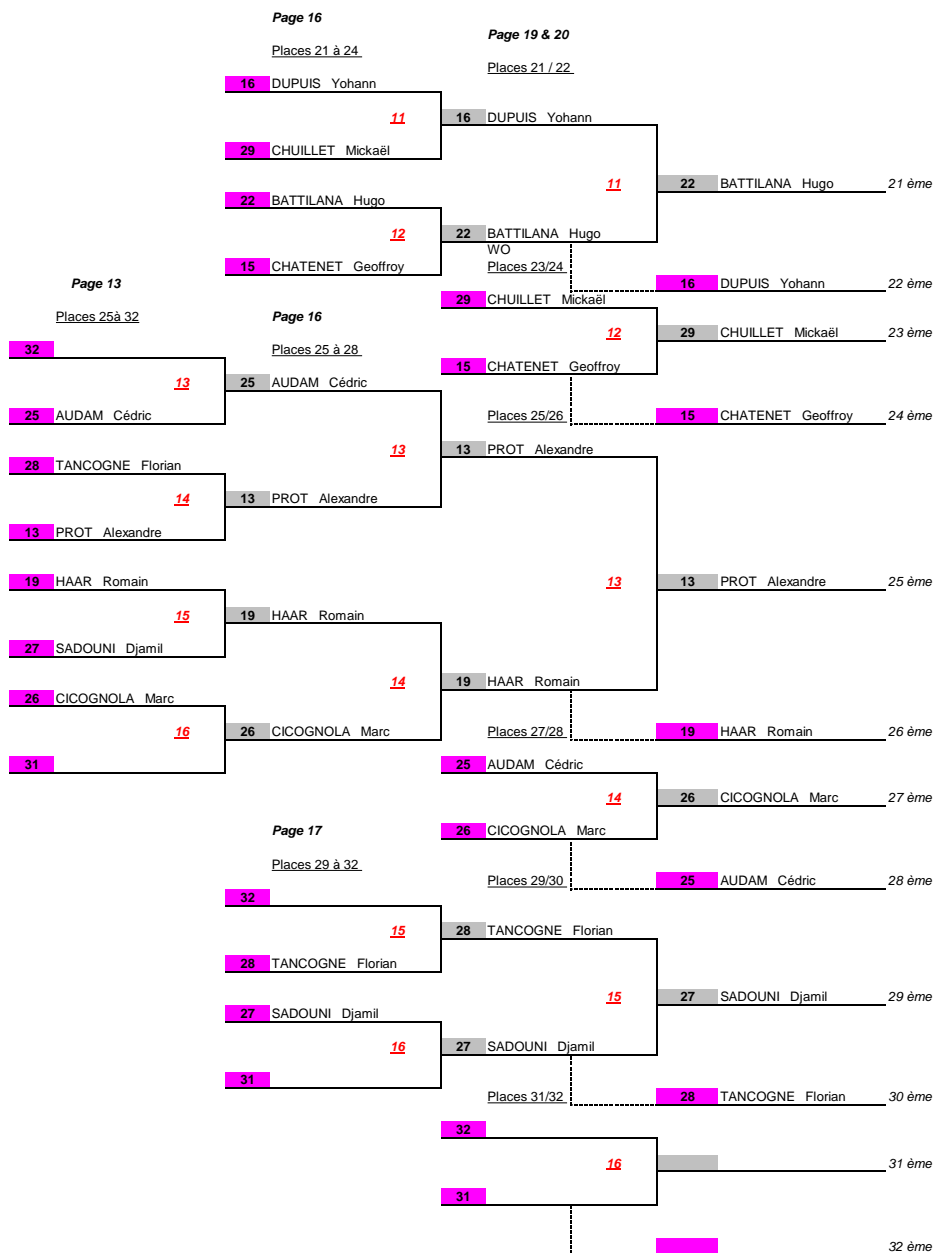 Page 16
Page 19 & 20
Places 21 à 24
Places 21 / 22
16 DUPUIS Yohann
11 16 DUPUIS Yohann
29 CHUILLET Mickaël
11 22 BATTILANA Hugo 21 ème
22 BATTILANA Hugo
12 22 BATTILANA Hugo
WO
15 CHATENET Geoffroy Places 23/24
Page 13 16 DUPUIS Yohann 22 ème
29 CHUILLET Mickaël
Places 25à 32 Page 16
12 29 CHUILLET Mickaël 23 ème
32 Places 25 à 28
15 CHATENET Geoffroy
13 25 AUDAM Cédric
25 AUDAM Cédric Places 25/26 15 CHATENET Geoffroy 24 ème
13 13 PROT Alexandre
28 TANCOGNE Florian
14 13 PROT Alexandre
13 PROT Alexandre
19 HAAR Romain 13 13 PROT Alexandre 25 ème
15 19 HAAR Romain
27 SADOUNI Djamil
14 19 HAAR Romain
26 CICOGNOLA Marc
16 26 CICOGNOLA Marc Places 27/28 19 HAAR Romain 26 ème
31 25 AUDAM Cédric
14 26 CICOGNOLA Marc 27 ème
Page 17 26 CICOGNOLA Marc
Places 29 à 32
Places 29/30 25 AUDAM Cédric 28 ème
32
15 28 TANCOGNE Florian
28 TANCOGNE Florian
15 27 SADOUNI Djamil 29 ème
27 SADOUNI Djamil
16 27 SADOUNI Djamil
31
Places 31/32 28 TANCOGNE Florian 30 ème
32
16 31 ème
31
32 ème